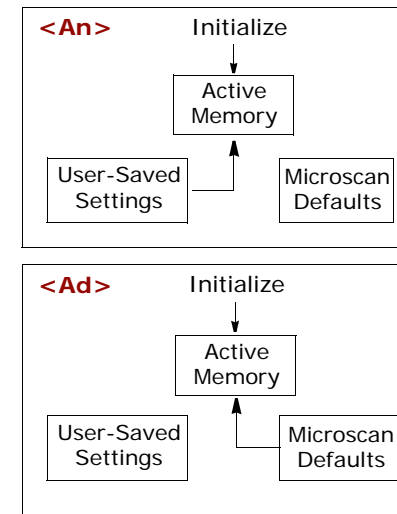 <An>
Initialize
Active
Memory
User-Saved
Settings
Microscan
Defaults
<Ad>
Initialize
Active
Memory
User-Saved
Settings
Microscan
Defaults